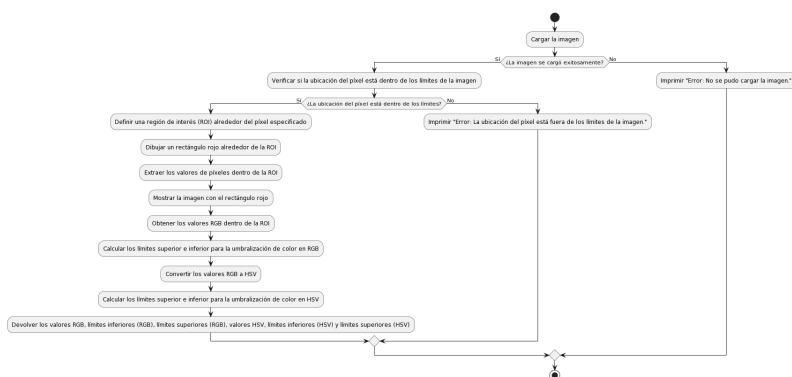 Cargar la imagen
¿La imagen se cargó exitosamente?
Sí
No
Verificar si la ubicación del píxel está dentro de los límites de la imagen
Imprimir "Error: No se pudo cargar la imagen."
¿La ubicación del píxel está dentro de los límites?
Sí
No
Definir una región de interés (ROI) alrededor del píxel especificado
Imprimir "Error: La ubicación del píxel está fuera de los límites de la imagen."
Dibujar un rectángulo rojo alrededor de la ROI
Extraer los valores de píxeles dentro de la ROI
Mostrar la imagen con el rectángulo rojo
Obtener los valores RGB dentro de la ROI
Calcular los límites superior e inferior para la umbralización de color en RGB
Convertir los valores RGB a HSV
Calcular los límites superior e inferior para la umbralización de color en HSV
Devolver los valores RGB, límites inferiores (RGB), límites superiores (RGB), valores HSV, límites inferiores (HSV) y límites superiores (HSV)